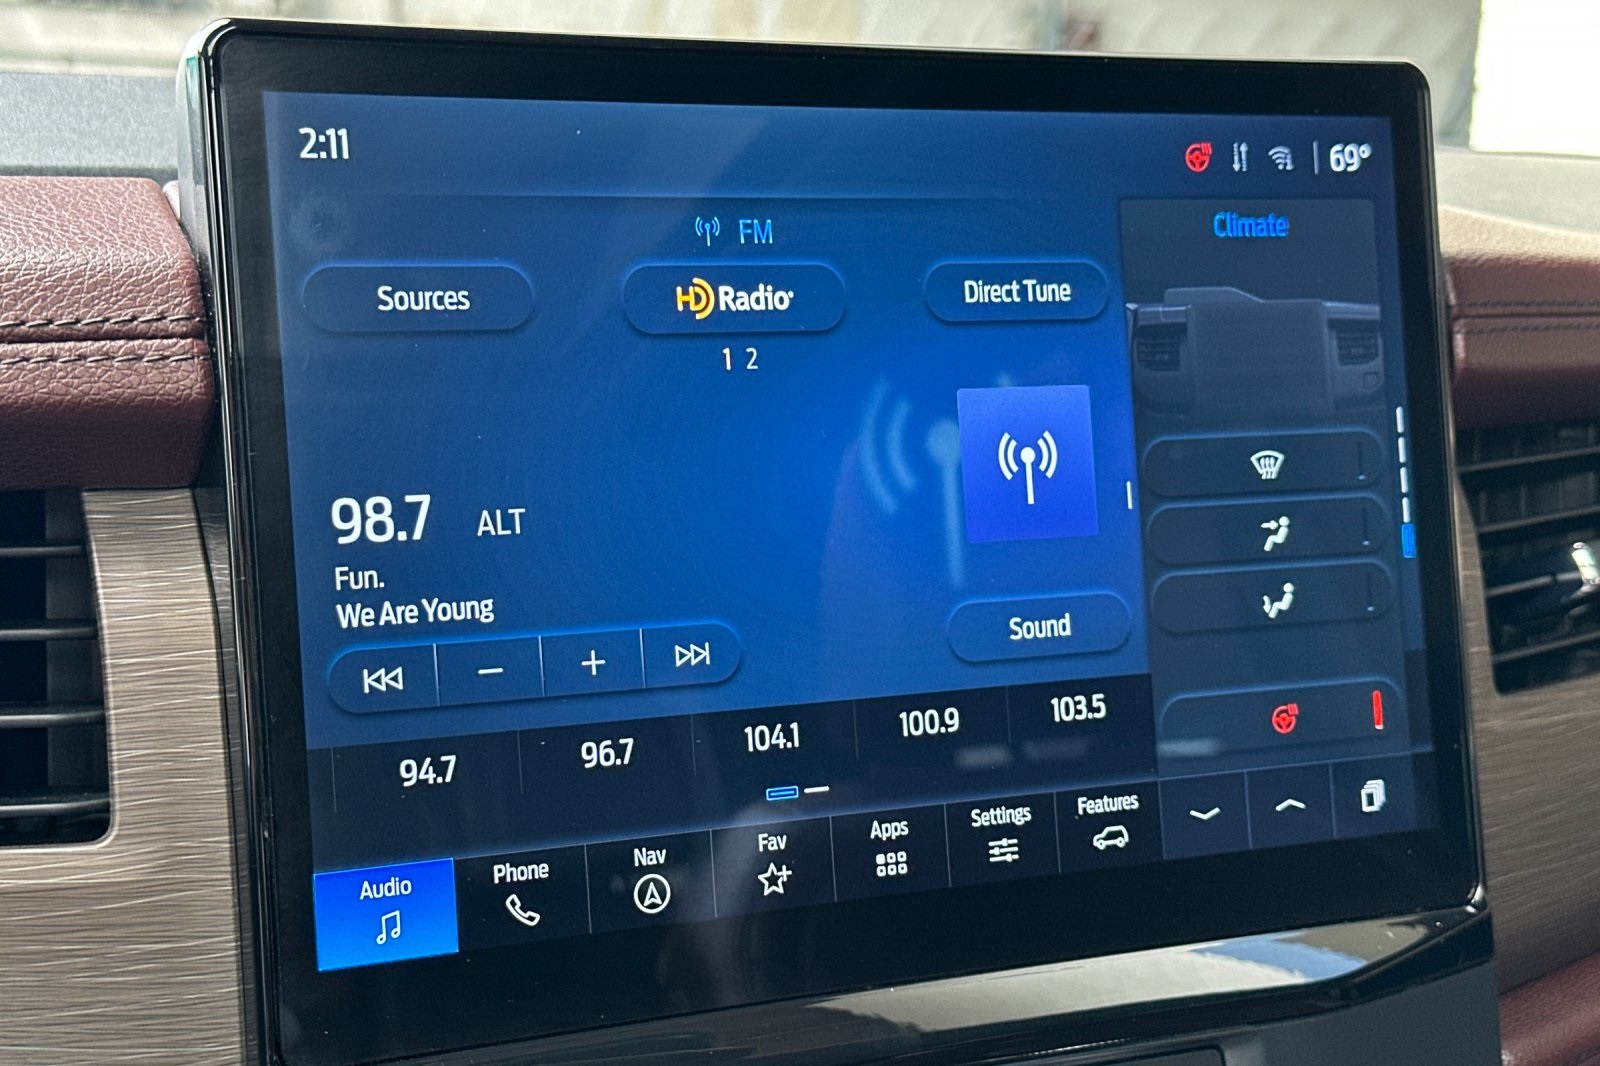 2:11
69°
FM
Climate
Sources
HD Radio
Direct Tune
1 2
98.7 ALT
Fun.
We Are Young
Sound
94.7
96.7
104.1
100.9
103.5
Audio
Phone
Nav
Fav
Apps
Settings
Features